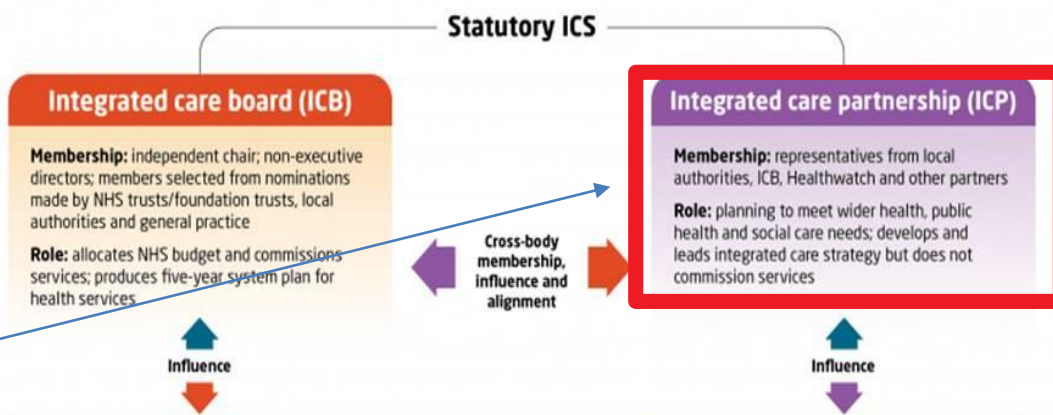 Statutory ICS
Integrated care board (ICB)
Membership: independent chair; non-executive
directors; members selected from nominations
made by NHS trusts/foundation trusts, local
authorities and general practice
Role: allocates NHS budget and commissions
services; produces five-year system plan for
health services
Cross-body
membership,
influence and
alignment
Integrated care partnership (ICP)
Membership: representatives from local
authorities, ICB, Healthwatch and other partners
Role: planning to meet wider health, public
health and social care needs; develops and
leads integrated care strategy but does not
commission services
Influence
Influence